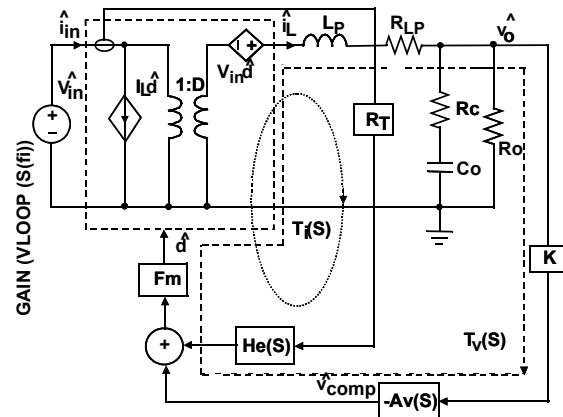 î_in
î_L
L_P
R_LP
v̂_o
V̂_in
+
−
I_L d̂
1:D
V_in d̂
+
R_T
Rc
Co
Ro
T_i(S)
GAIN (VLOOP (S(fi))
d̂
Fm
K
+
He(S)
T_v(S)
v̂_comp
-Av(S)